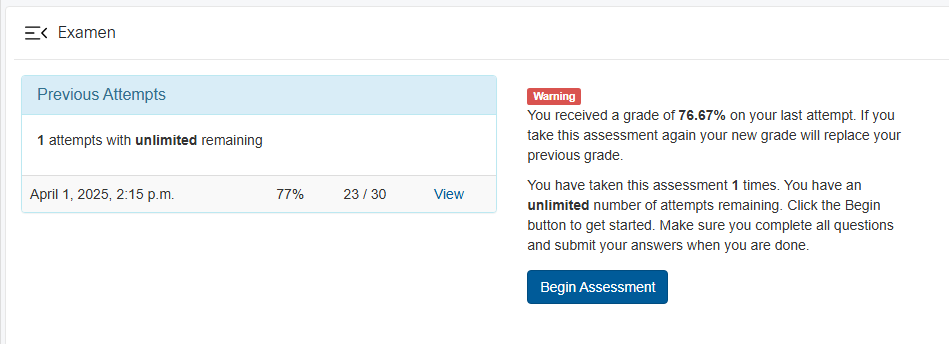 Examen
Previous Attempts
1 attempts with unlimited remaining
April 1, 2025, 2:15 p.m. 77% 23 / 30 View
Warning
You received a grade of 76.67% on your last attempt. If you
take this assessment again your new grade will replace your
previous grade.
You have taken this assessment 1 times. You have an
unlimited number of attempts remaining. Click the Begin
button to get started. Make sure you complete all questions
and submit your answers when you are done.
Begin Assessment